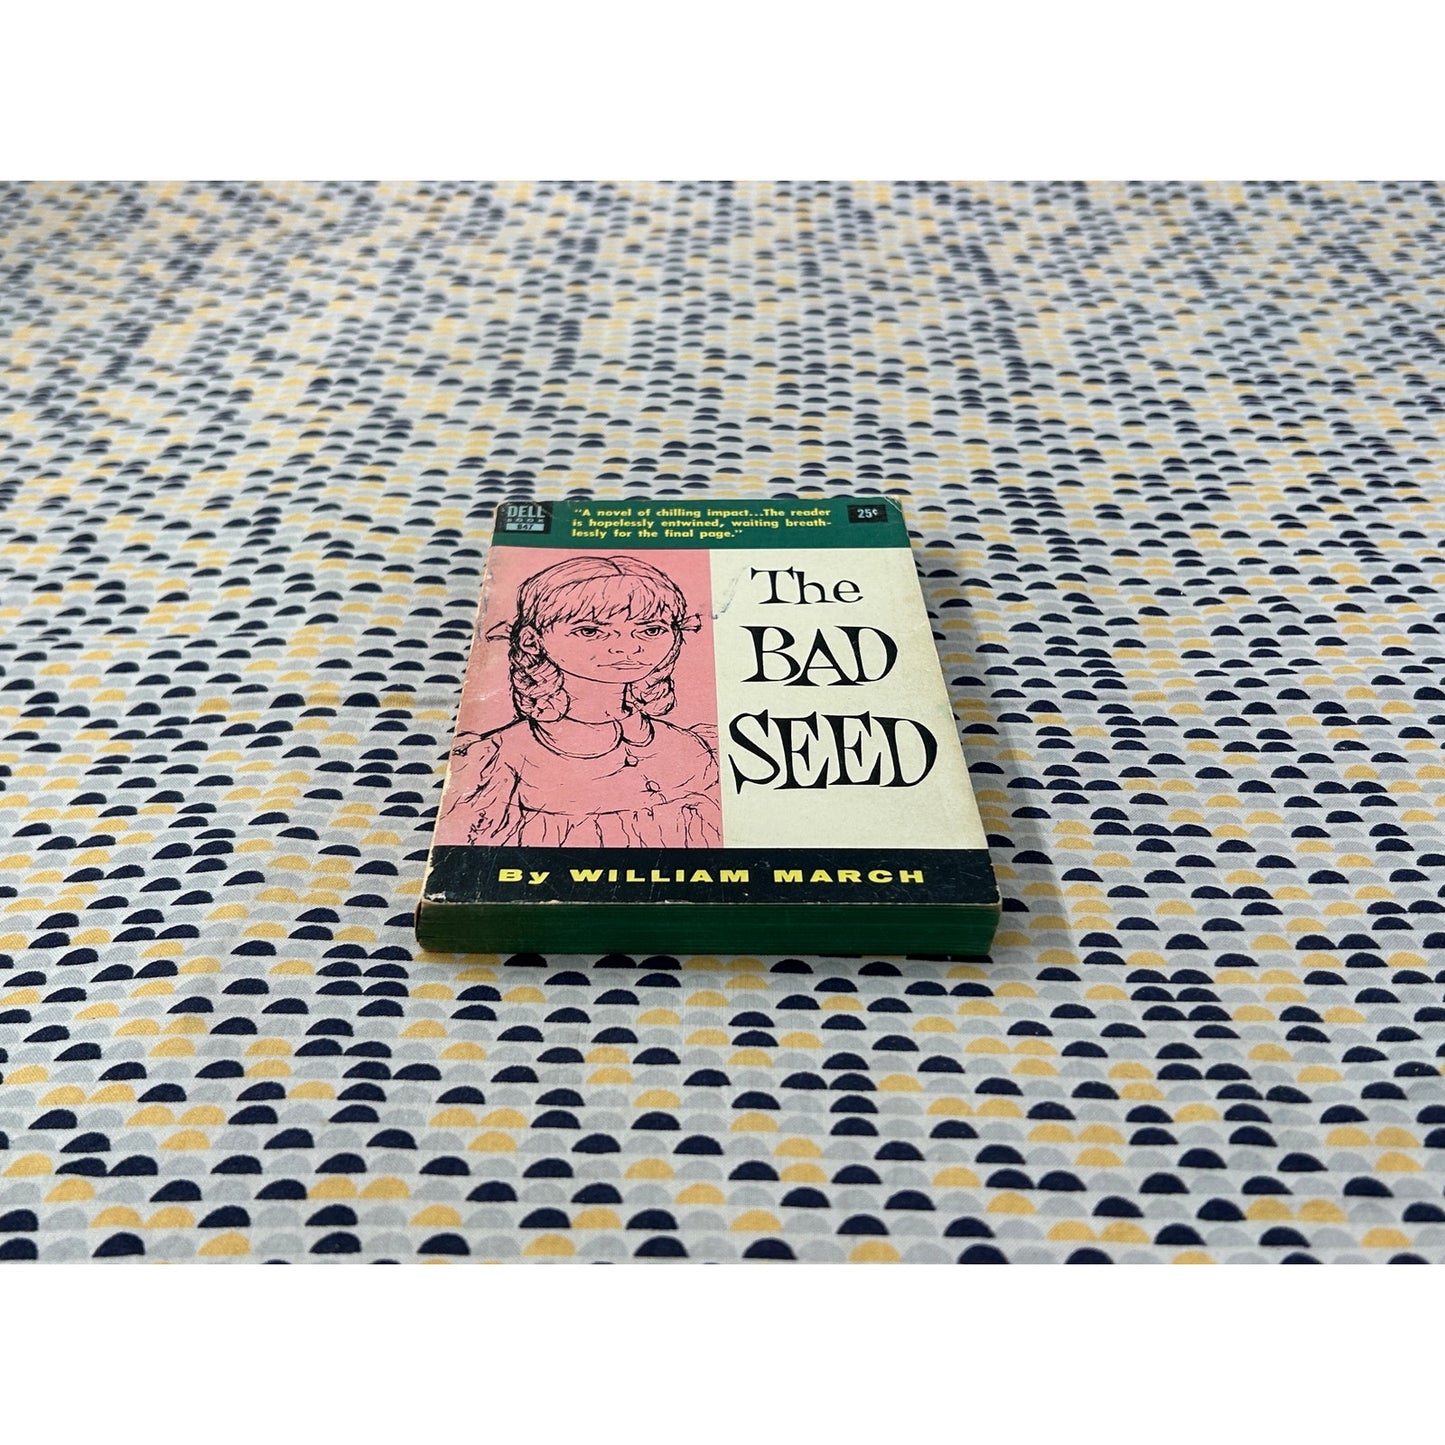 DELL
BOOK
847
"A novel of chilling impact...The reader
is hopelessly entwined, waiting breath-
lessly for the final page."
25¢
The
BAD
SEED
By WILLIAM MARCH